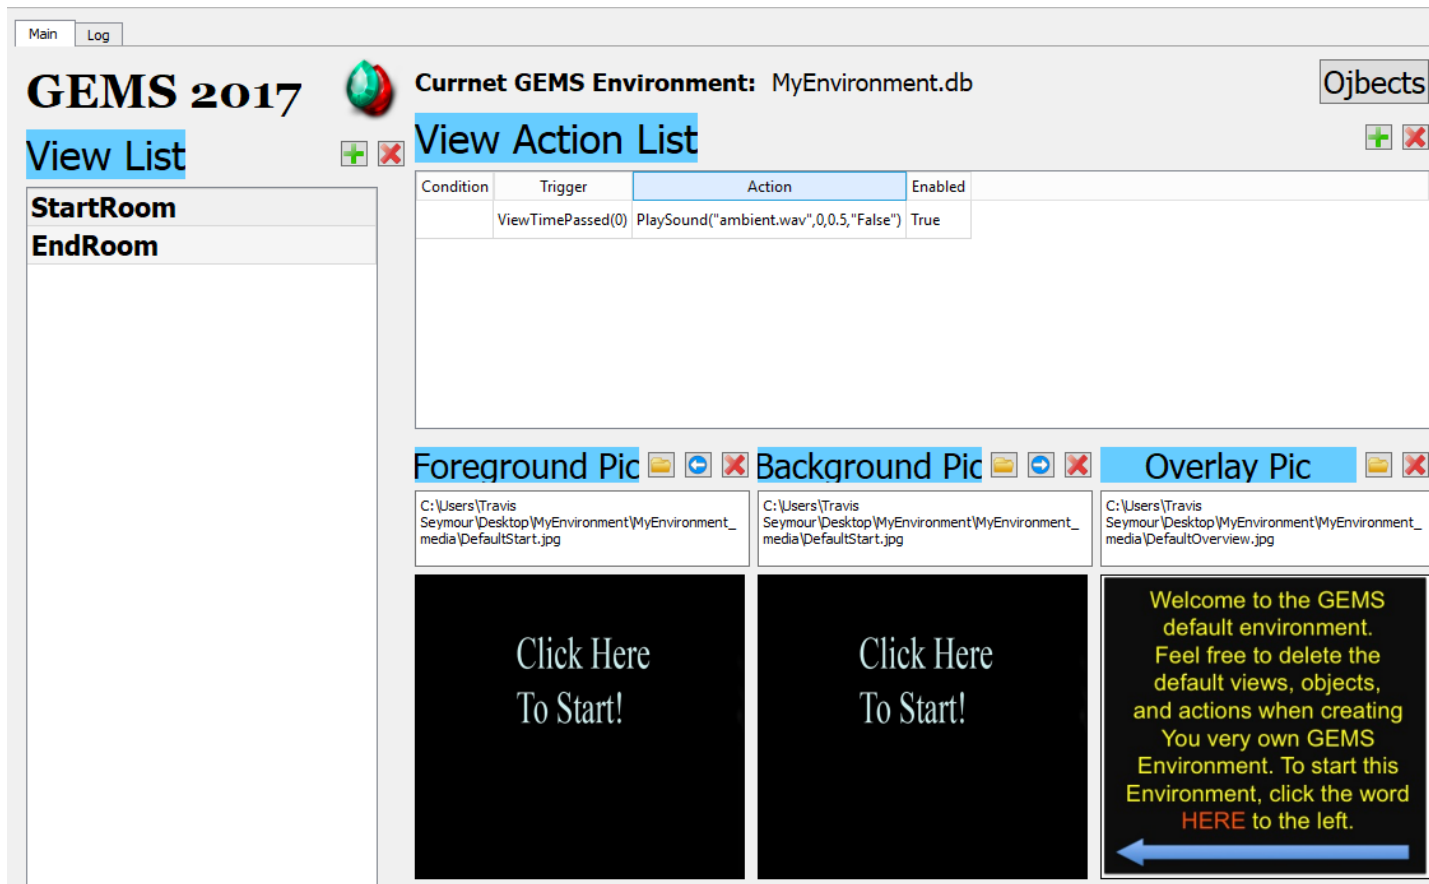 Main
Log
GEMS 2017
Currnet GEMS Environment: MyEnvironment.db
Ojbects
View List
View Action List
StartRoom
EndRoom
Condition Trigger Action Enabled
ViewTimePassed(0) PlaySound("ambient.wav",0,0.5,"False") True
Foreground Pic
C:\Users\Travis
Seymour\Desktop\MyEnvironment\MyEnvironment_
media\DefaultStart.jpg
Click Here
To Start!
Background Pic
C:\Users\Travis
Seymour\Desktop\MyEnvironment\MyEnvironment_
media\DefaultStart.jpg
Click Here
To Start!
Overlay Pic
C:\Users\Travis
Seymour\Desktop\MyEnvironment\MyEnvironment_
media\DefaultOverview.jpg
Welcome to the GEMS
default environment.
Feel free to delete the
default views, objects,
and actions when creating
You very own GEMS
Environment. To start this
Environment, click the word
HERE to the left.